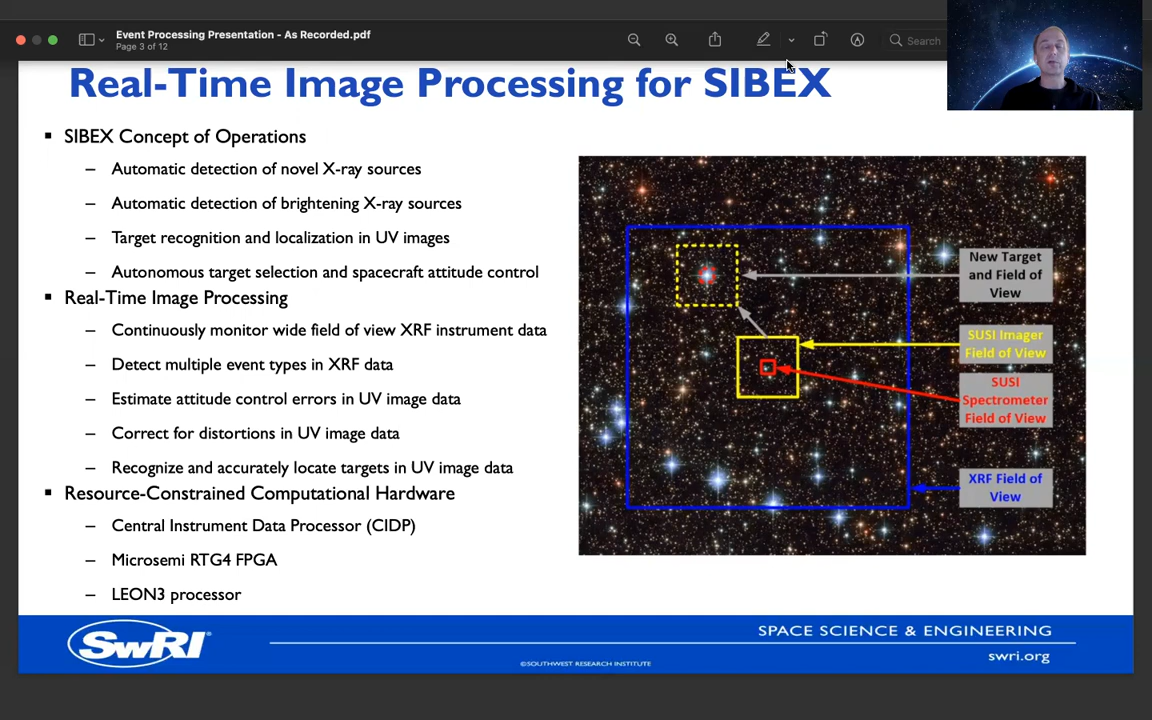 Event Processing Presentation - As Recorded.pdf
Page 3 of 12
Search
Real-Time Image Processing for SIBEX
▪ SIBEX Concept of Operations
– Automatic detection of novel X-ray sources
– Automatic detection of brightening X-ray sources
– Target recognition and localization in UV images
– Autonomous target selection and spacecraft attitude control
▪ Real-Time Image Processing
– Continuously monitor wide field of view XRF instrument data
– Detect multiple event types in XRF data
– Estimate attitude control errors in UV image data
– Correct for distortions in UV image data
– Recognize and accurately locate targets in UV image data
▪ Resource-Constrained Computational Hardware
– Central Instrument Data Processor (CIDP)
– Microsemi RTG4 FPGA
– LEON3 processor
New Target
and Field of
View
SUSI Imager
Field of View
SUSI
Spectrometer
Field of View
XRF Field of
View
SwRI
SPACE SCIENCE & ENGINEERING
©SOUTHWEST RESEARCH INSTITUTE
swri.org